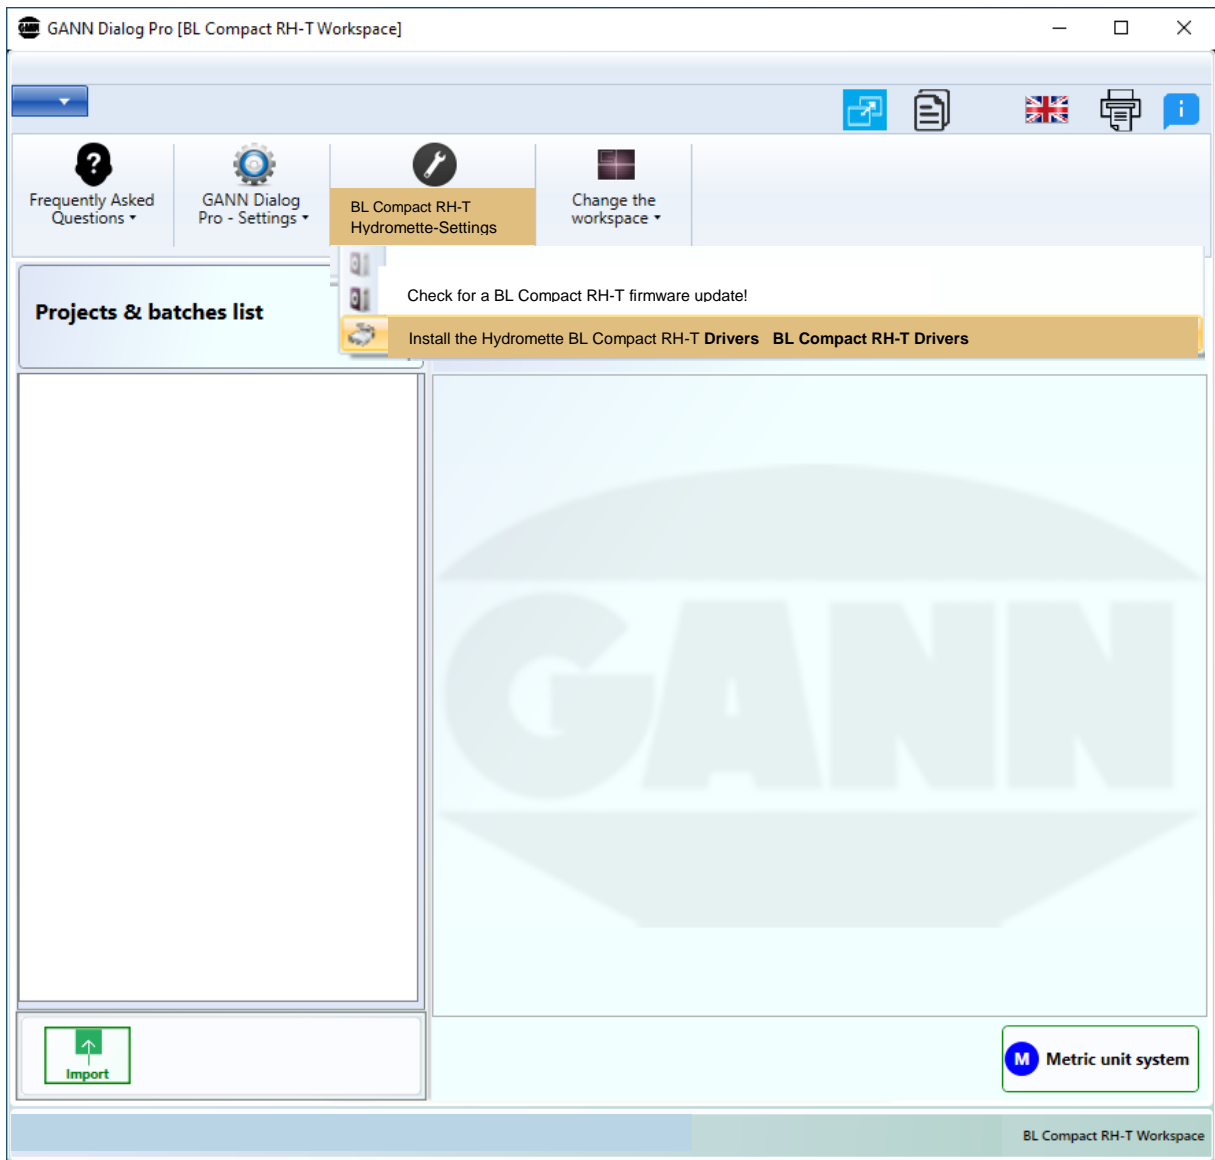 GANN Dialog Pro [BL Compact RH-T Workspace]
i
?
Frequently Asked
Questions
GANN Dialog
Pro - Settings
BL Compact RH-T
Hydromette-Settings
Change the
workspace
Check for a BL Compact RH-T firmware update!
Install the Hydromette BL Compact RH-T Drivers BL Compact RH-T Drivers
Projects & batches list
GANN
Import
M Metric unit system
BL Compact RH-T Workspace